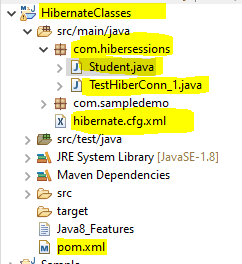 HibernateClasses
src/main/java
com.hibersessions
Student.java
TestHiberConn_1.java
com.sampledemo
hibernate.cfg.xml
src/test/java
JRE System Library [JavaSE-1.8]
Maven Dependencies
src
target
Java8_Features
pom.xml